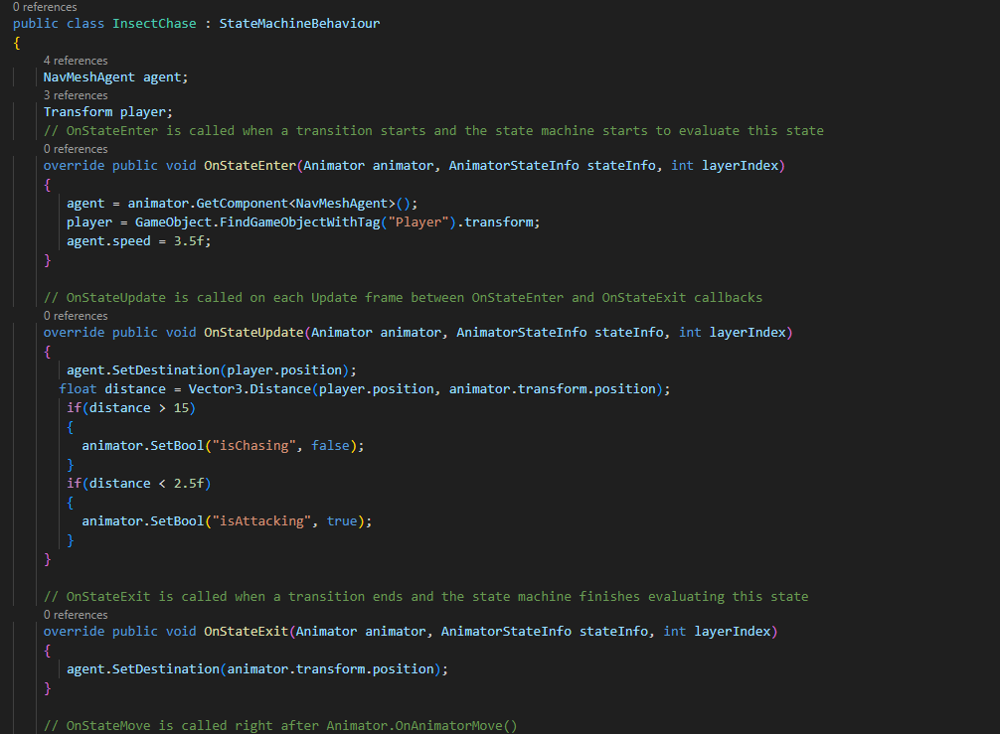 0 references
public class InsectChase : StateMachineBehaviour
{
4 references
NavMeshAgent agent;
3 references
Transform player;
// OnStateEnter is called when a transition starts and the state machine starts to evaluate this state
0 references
override public void OnStateEnter(Animator animator, AnimatorStateInfo stateInfo, int layerIndex)
{
agent = animator.GetComponent<NavMeshAgent>();
player = GameObject.FindGameObjectWithTag("Player").transform;
agent.speed = 3.5f;
}
// OnStateUpdate is called on each Update frame between OnStateEnter and OnStateExit callbacks
0 references
override public void OnStateUpdate(Animator animator, AnimatorStateInfo stateInfo, int layerIndex)
{
agent.SetDestination(player.position);
float distance = Vector3.Distance(player.position, animator.transform.position);
if(distance > 15)
{
animator.SetBool("isChasing", false);
}
if(distance < 2.5f)
{
animator.SetBool("isAttacking", true);
}
}
// OnStateExit is called when a transition ends and the state machine finishes evaluating this state
0 references
override public void OnStateExit(Animator animator, AnimatorStateInfo stateInfo, int layerIndex)
{
agent.SetDestination(animator.transform.position);
}
// OnStateMove is called right after Animator.OnAnimatorMove()